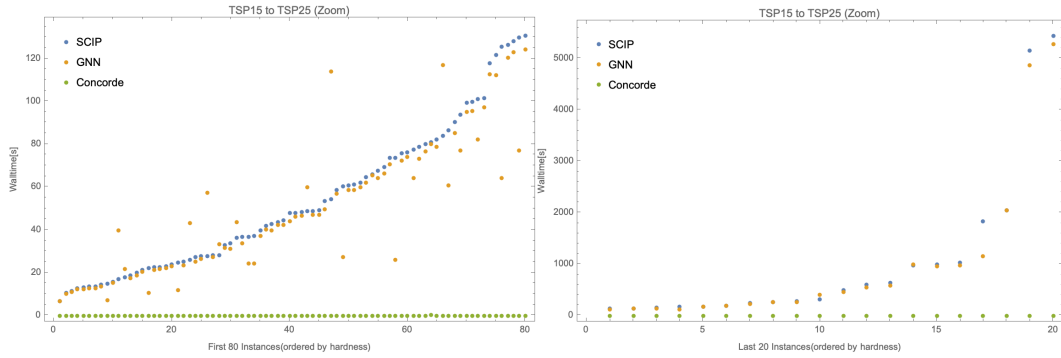 TSP15 to TSP25 (Zoom)
SCIP
GNN
Concorde
Walltime[s]
120
100
80
60
40
20
0
0 20 40 60 80
First 80 Instances(ordered by hardness)
TSP15 to TSP25 (Zoom)
SCIP
GNN
Concorde
Walltime[s]
5000
4000
3000
2000
1000
0
0 5 10 15 20
Last 20 Instances(ordered by hardness)